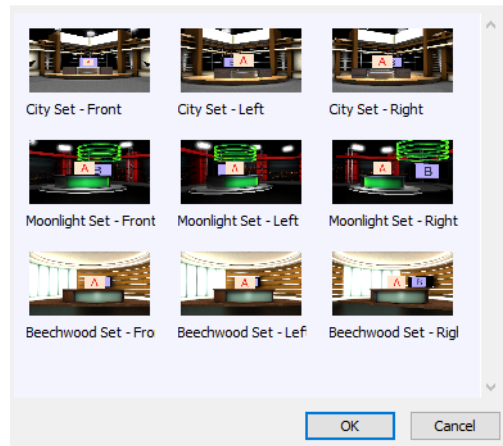 A
City Set - Front
B A
City Set - Left
A B
City Set - Right
A B
Moonlight Set - Front
A
Moonlight Set - Left
A B
Moonlight Set - Right
A
Beechwood Set - Fro
A
Beechwood Set - Lef
A B
Beechwood Set - Rigl
OK
Cancel